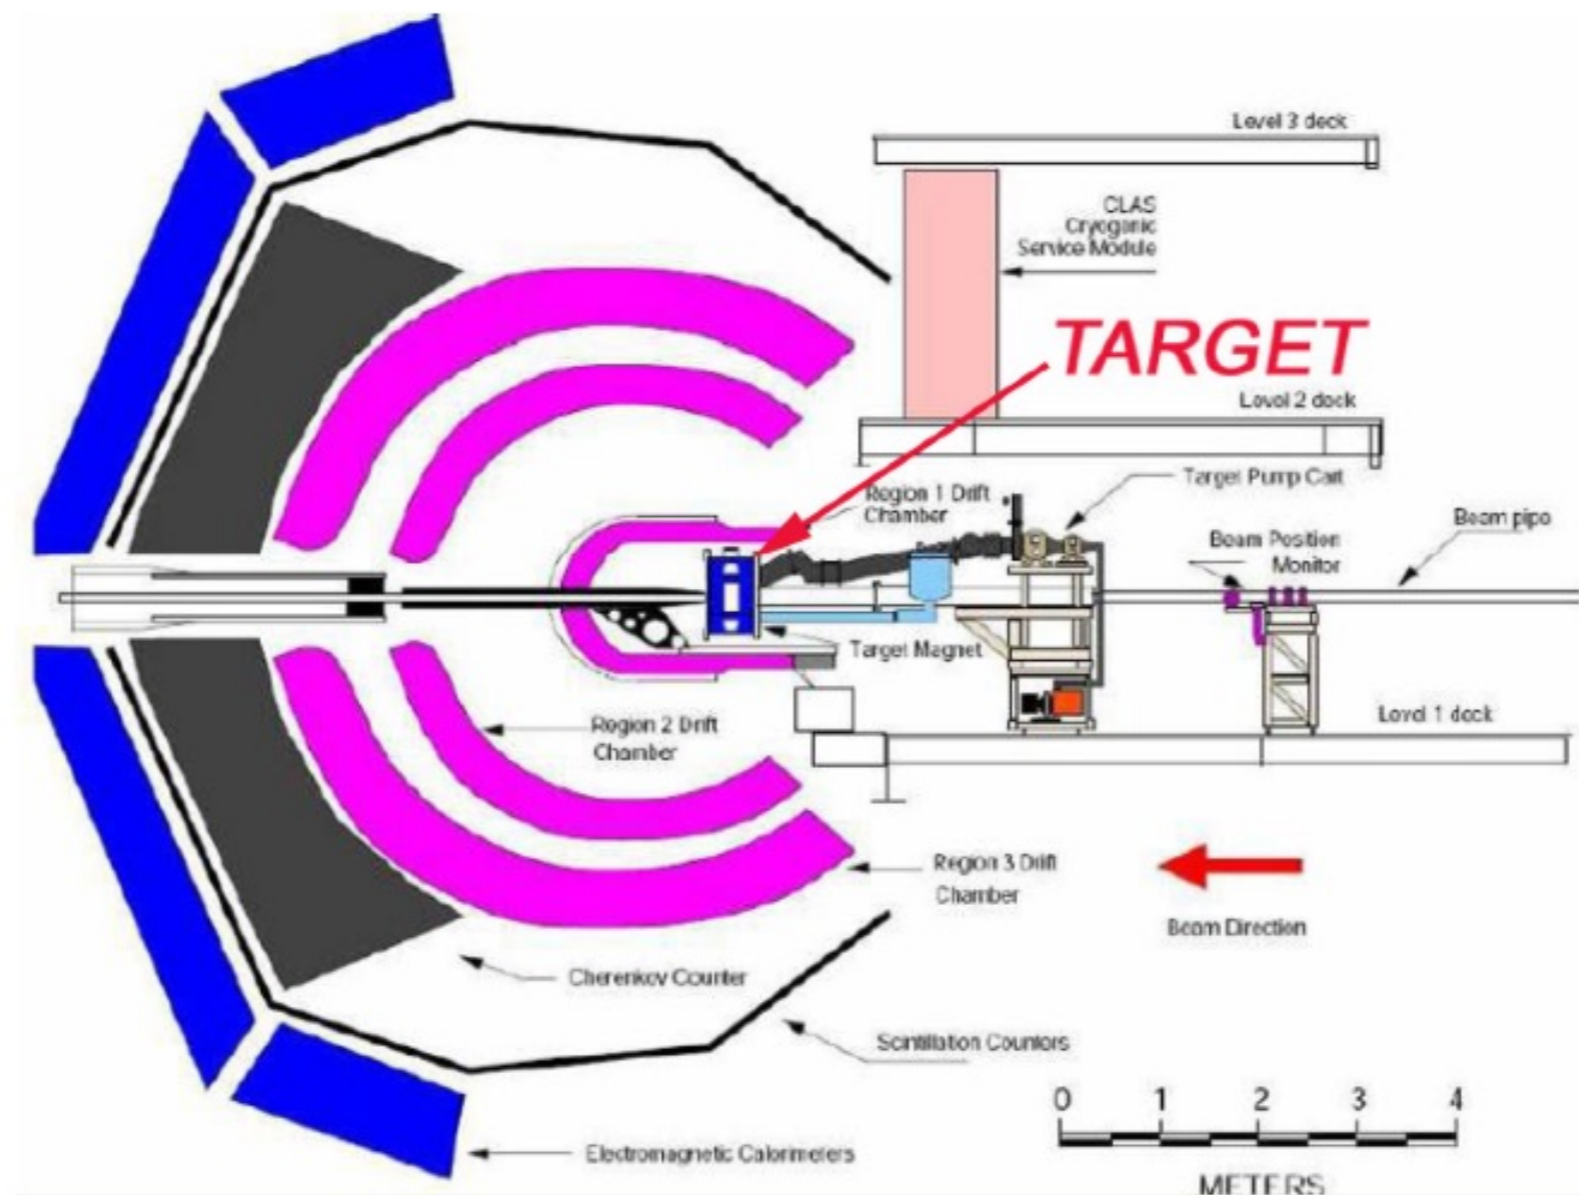 Level 3 deck
CLAS
Cryogenic
Service Module
TARGET
Level 2 deck
Target Pump Cart
Region 1 Drift
Chamber
Beam pipe
Beam Position
Monitor
Target Magnet
Level 1 deck
Region 2 Drift
Chamber
Region 3 Drift
Chamber
Beam Direction
Cherenkov Counter
Scintillation Counters
Electromagnetic Calorimeters
0 1 2 3 4
METERS